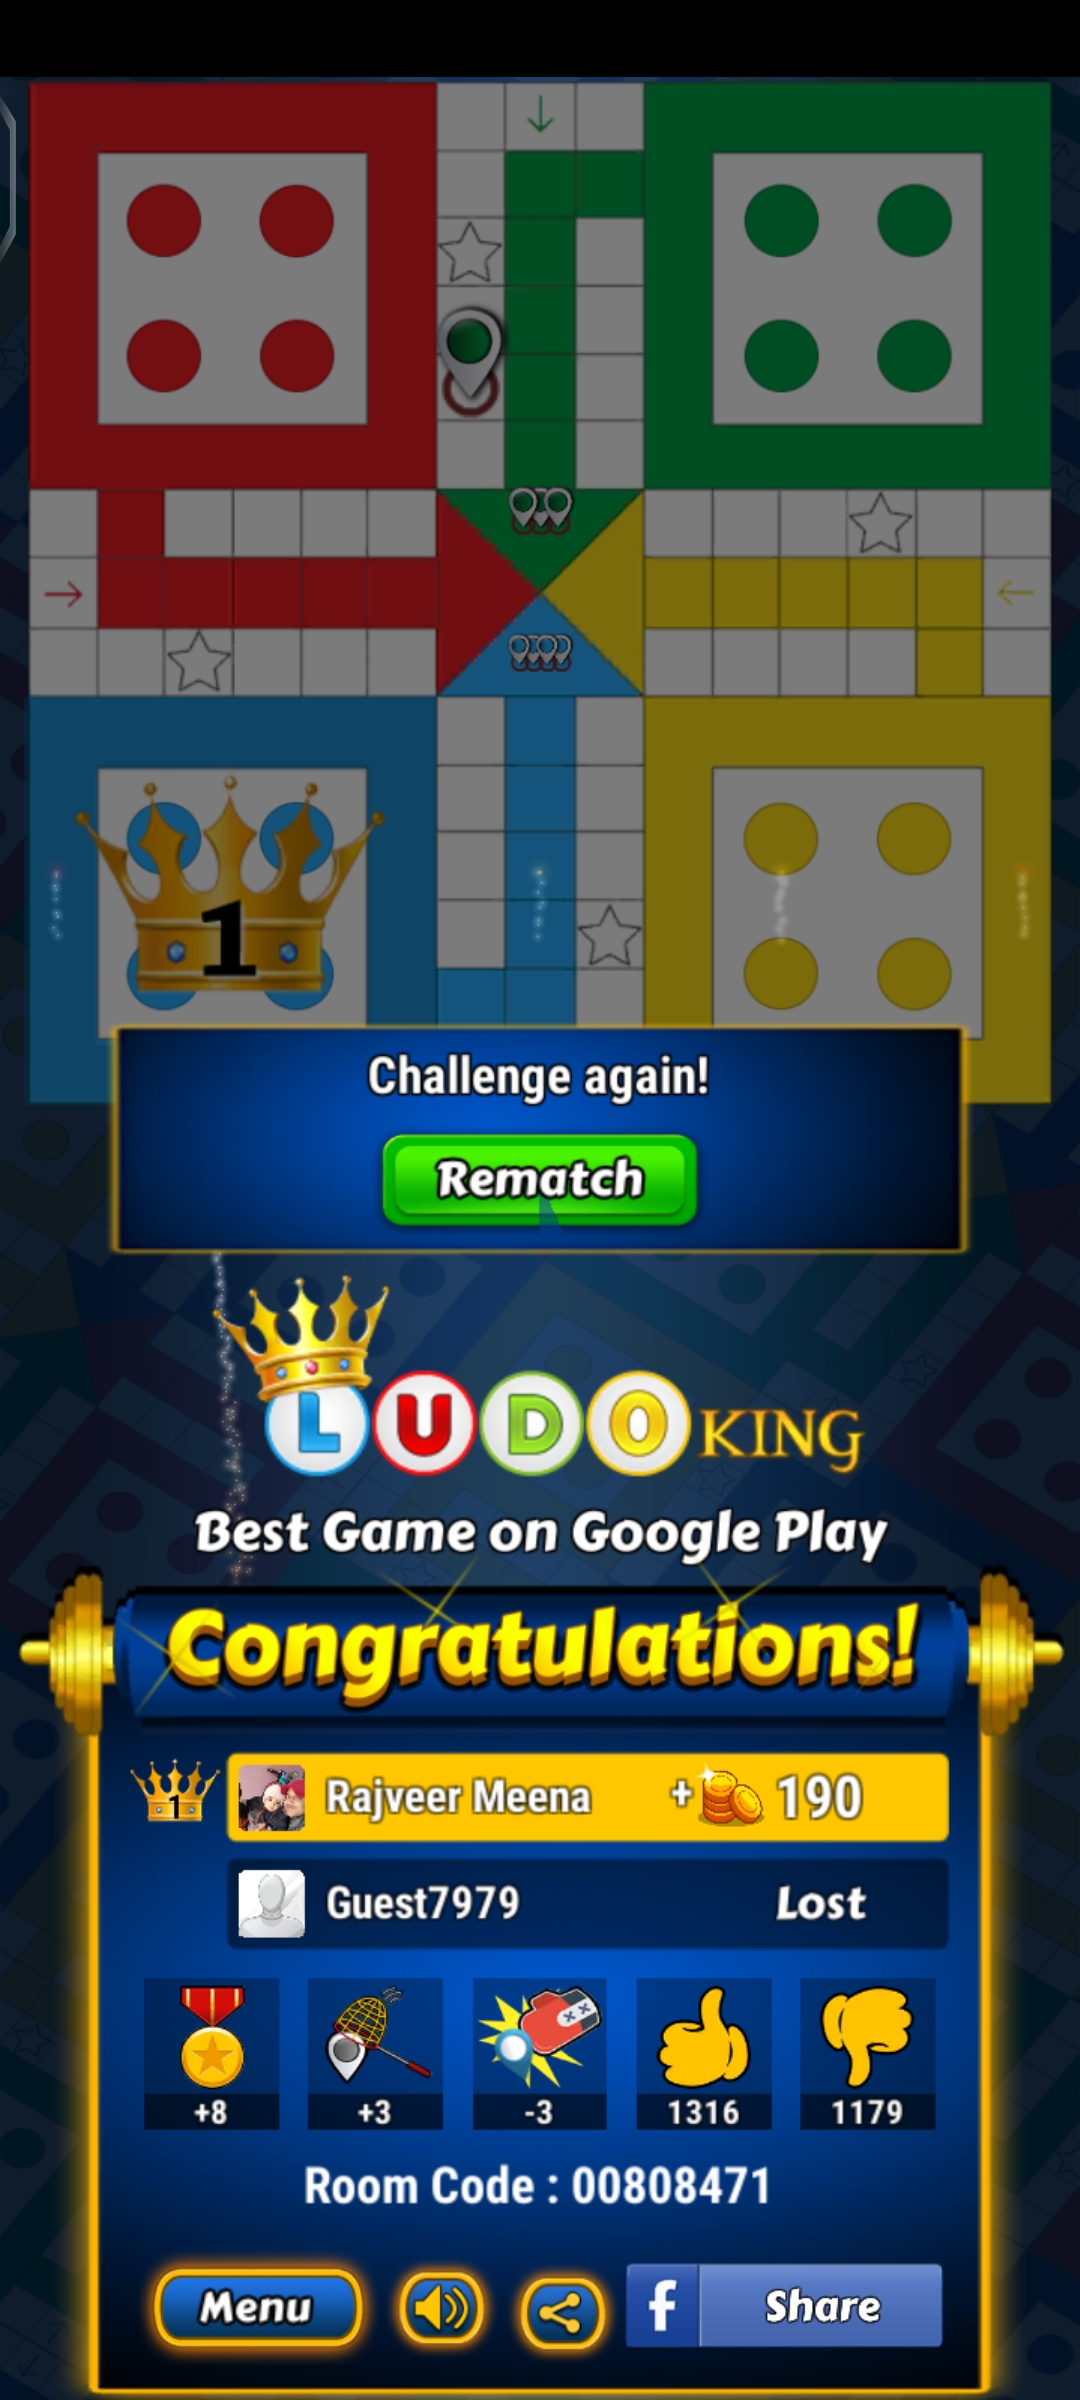 1
Challenge again!
Rematch
LUDO KING
Best Game on Google Play
Congratulations!
1 Rajveer Meena + 190
Guest7979 Lost
+8 +3 -3 1316 1179
Room Code : 00808471
Menu f Share